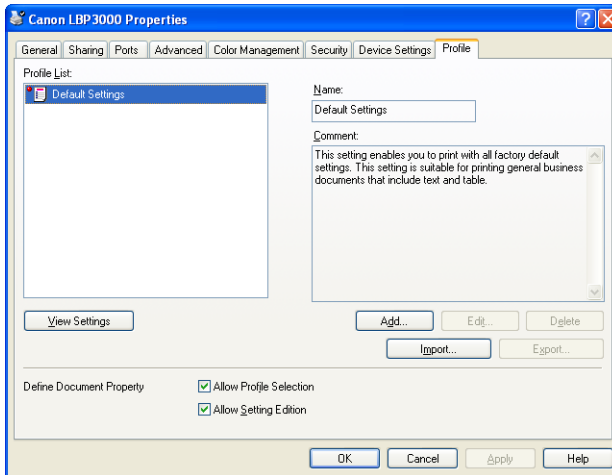 Canon LBP3000 Properties
General Sharing Ports Advanced Color Management Security Device Settings Profile
Profile List:
Default Settings
Name:
Default Settings
Comment:
This setting enables you to print with all factory default
settings. This setting is suitable for printing general business
documents that include text and table.
View Settings
Add... Edit... Delete
Import... Export...
Define Document Property
Allow Profile Selection
Allow Setting Edition
OK Cancel Apply Help